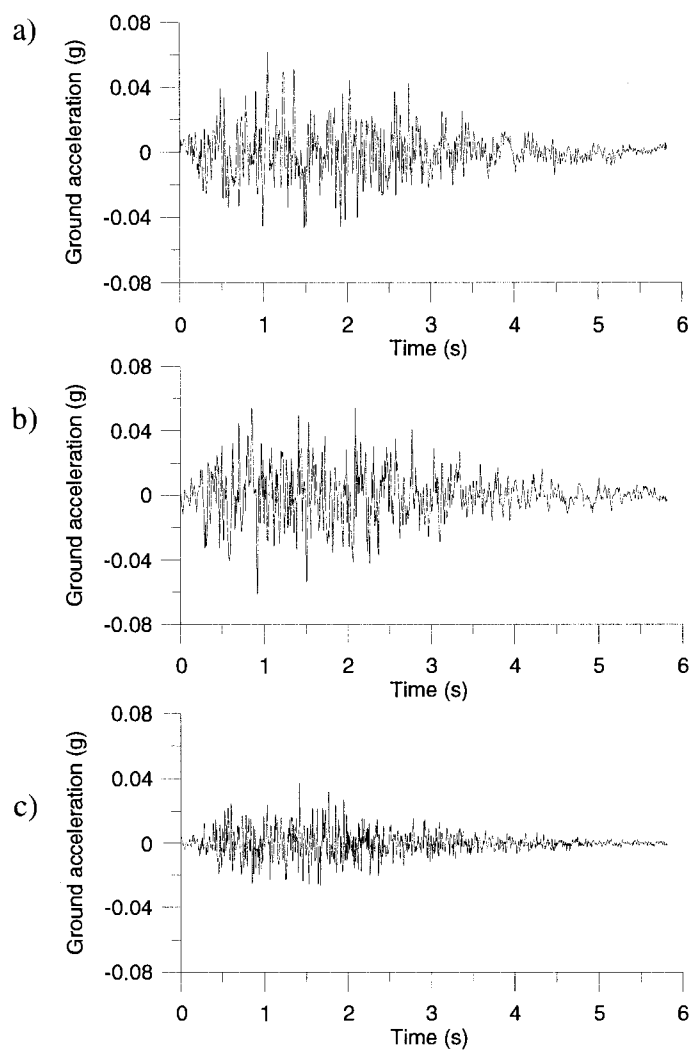 a)
Ground acceleration (g)
0.08
0.04
0
-0.04
-0.08
0 1 2 3 4 5 6
Time (s)
b)
Ground acceleration (g)
0.08
0.04
0
-0.04
-0.08
0 1 2 3 4 5 6
Time (s)
c)
Ground acceleration (g)
0.08
0.04
0
-0.04
-0.08
0 1 2 3 4 5 6
Time (s)